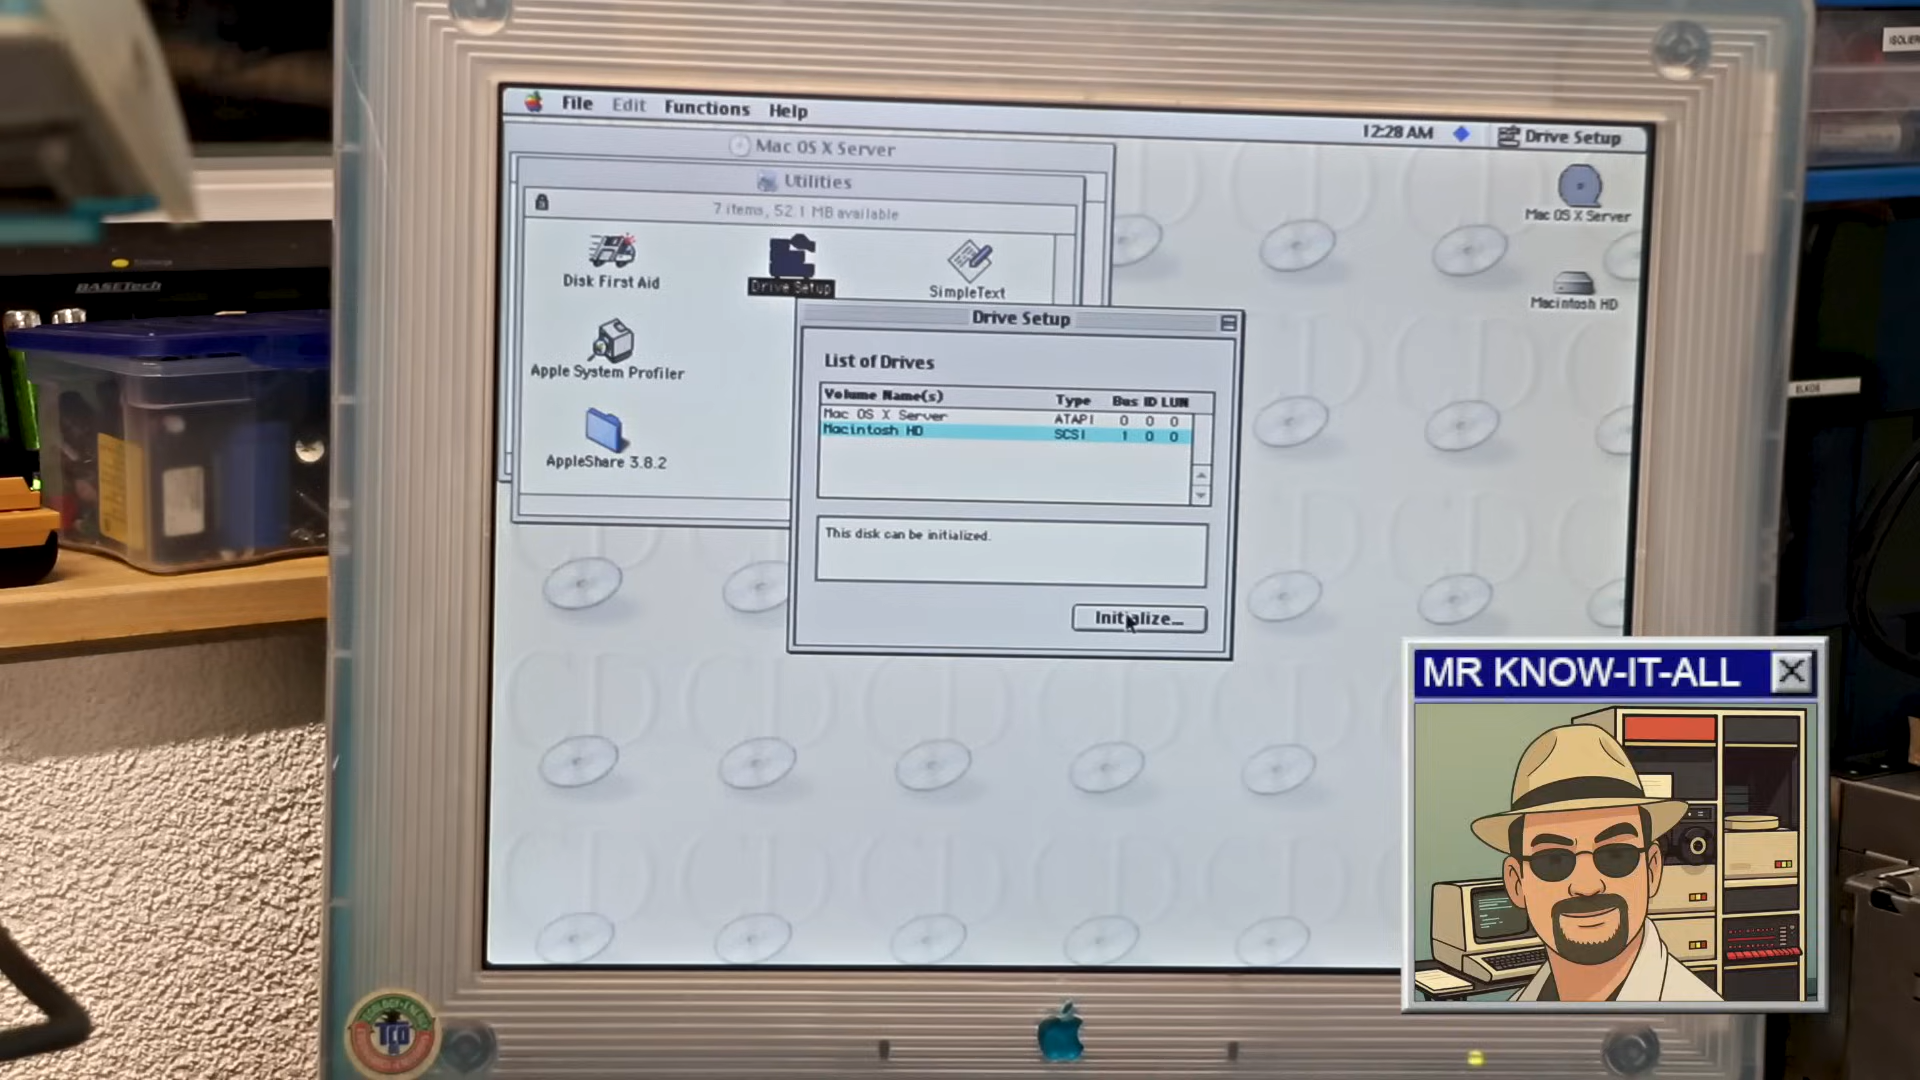 File Edit Functions Help
12:28 AM Drive Setup
Mac OS X Server
Utilities
7 items, 52.1 MB available
Disk First Aid
Drive Setup
SimpleText
Apple System Profiler
AppleShare 3.8.2
Mac OS X Server
Macintosh HD
Drive Setup
List of Drives
Volume Name(s) Type Bus ID LUN
Mac OS X Server ATAPI 0 0 0
Macintosh HD SCSI 1 0 0
This disk can be initialized.
Initialize...
MR KNOW-IT-ALL
BASETech
TCO